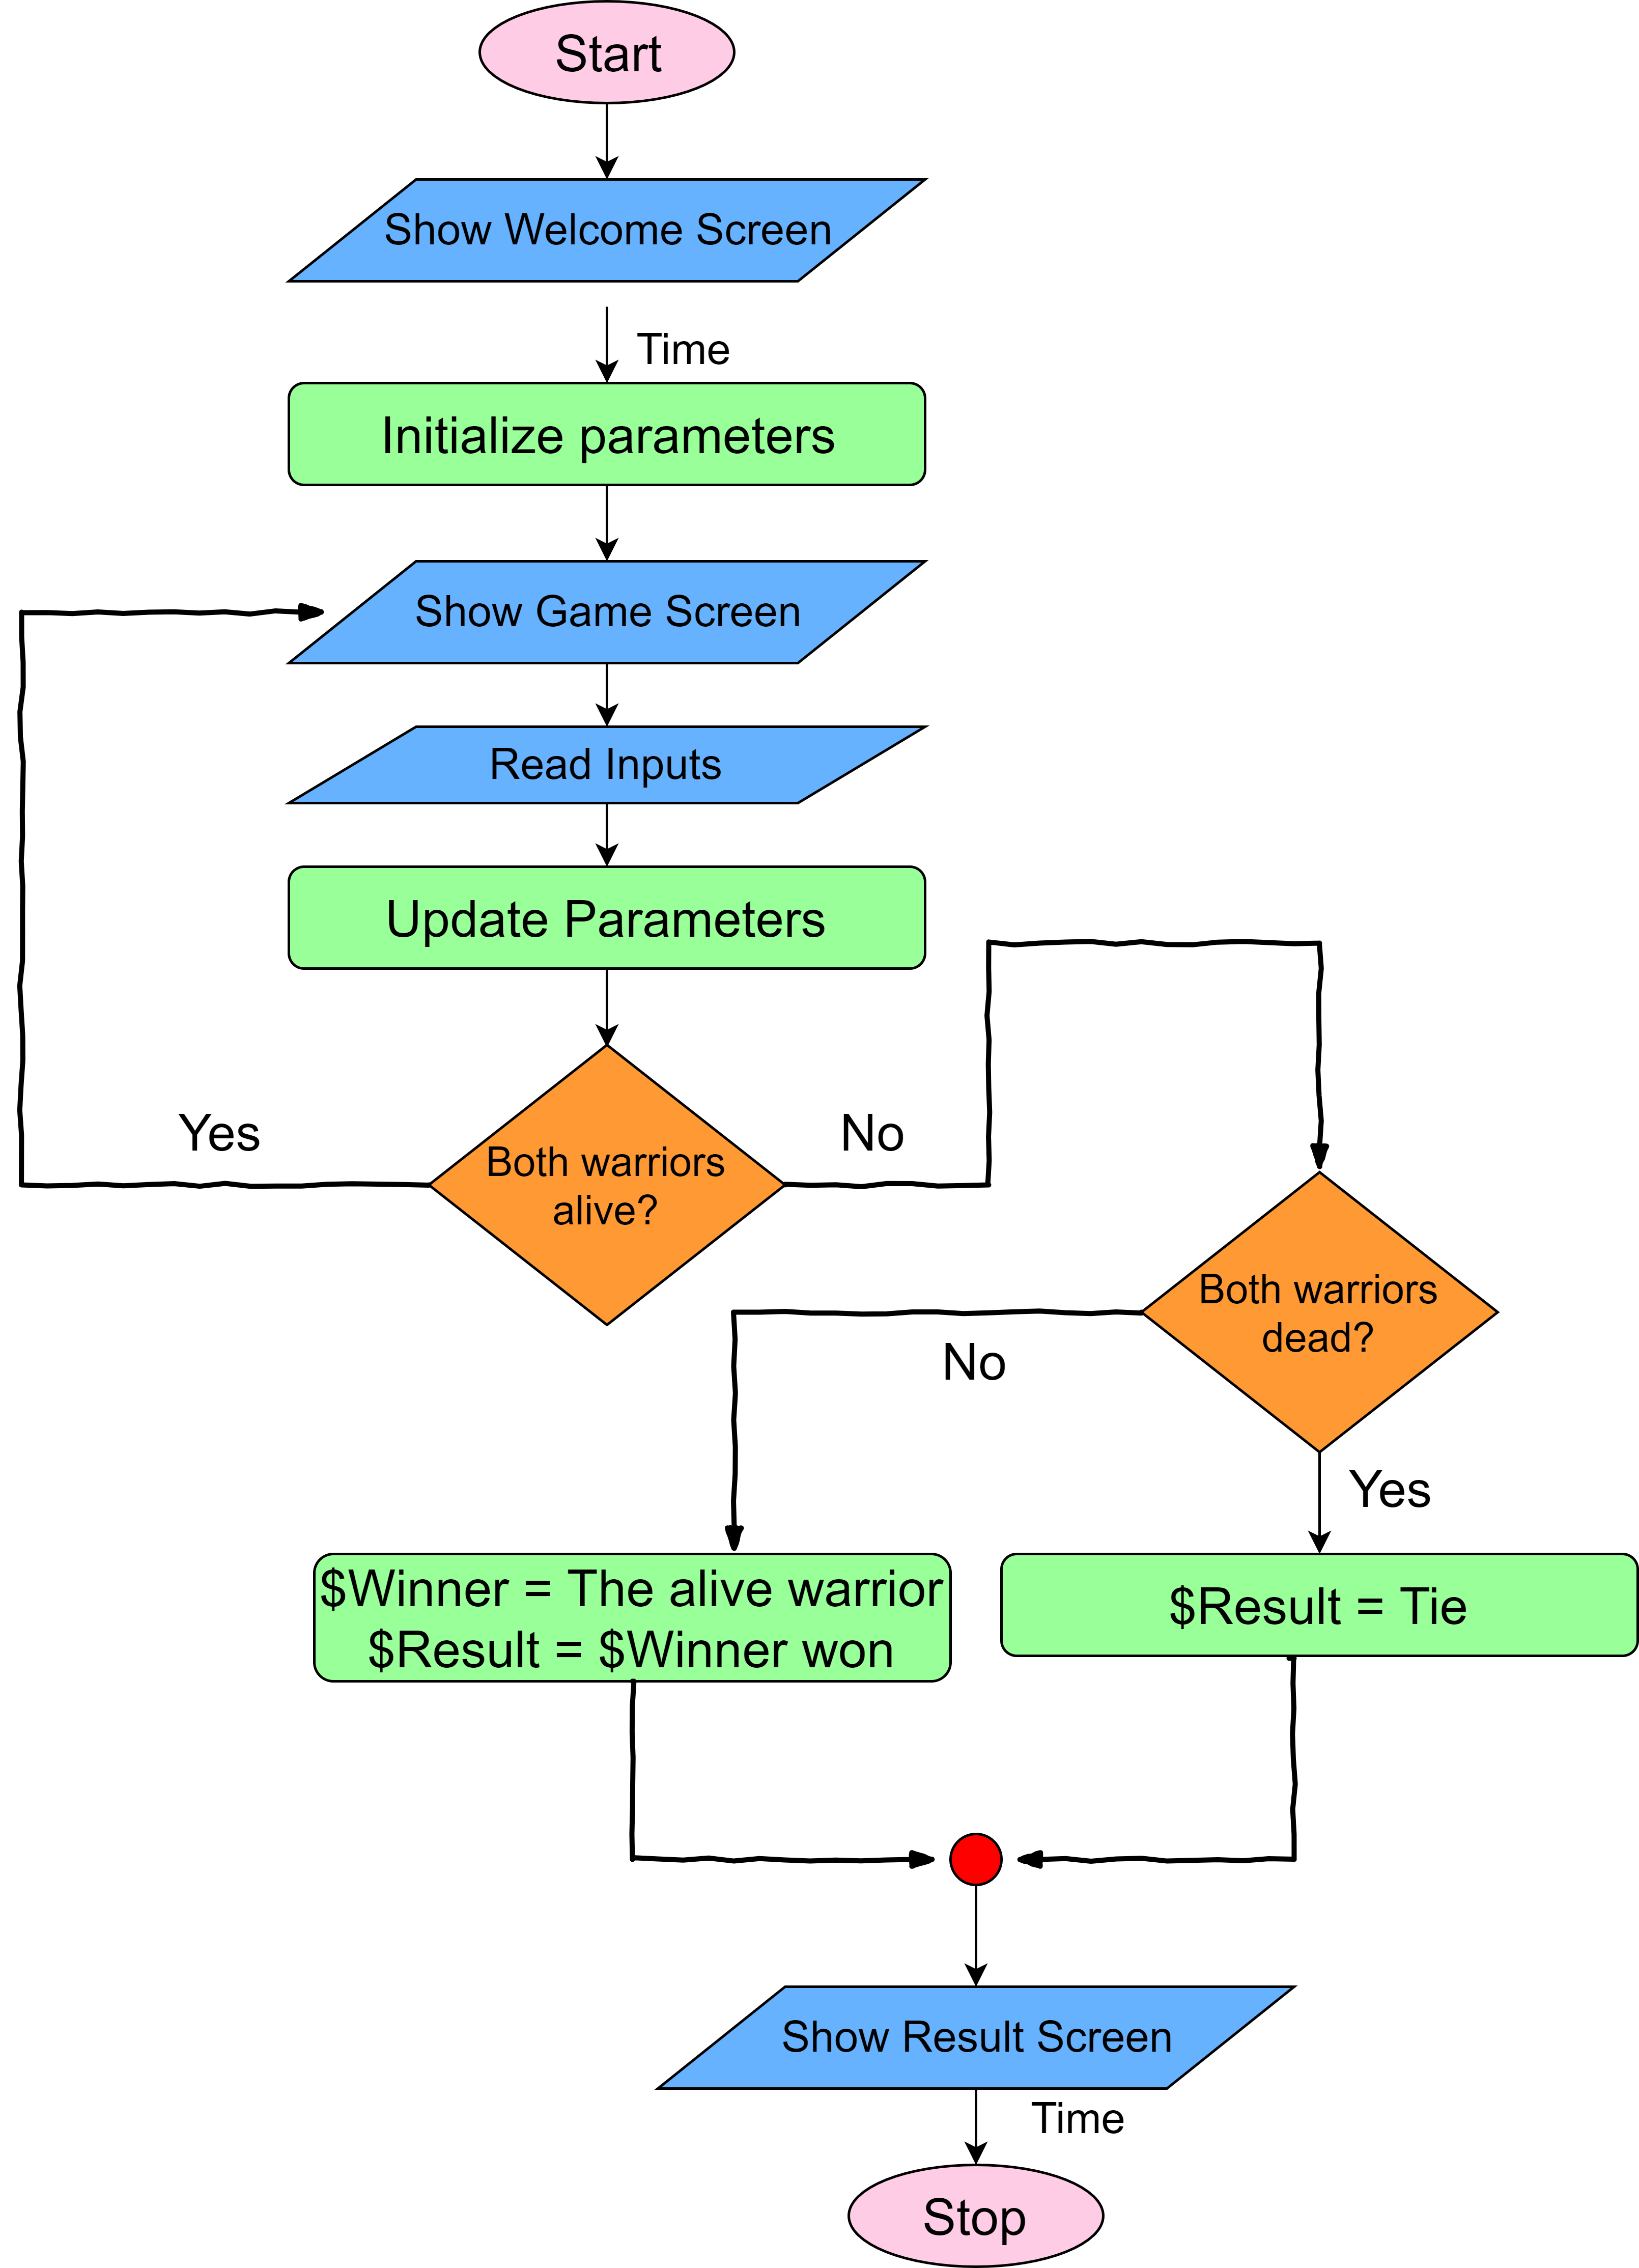 Start
Show Welcome Screen
Time
Initialize parameters
Show Game Screen
Read Inputs
Update Parameters
Yes
No
Both warriors
alive?
Both warriors
dead?
No
Yes
$Winner = The alive warrior
$Result = $Winner won
$Result = Tie
Show Result Screen
Time
Stop